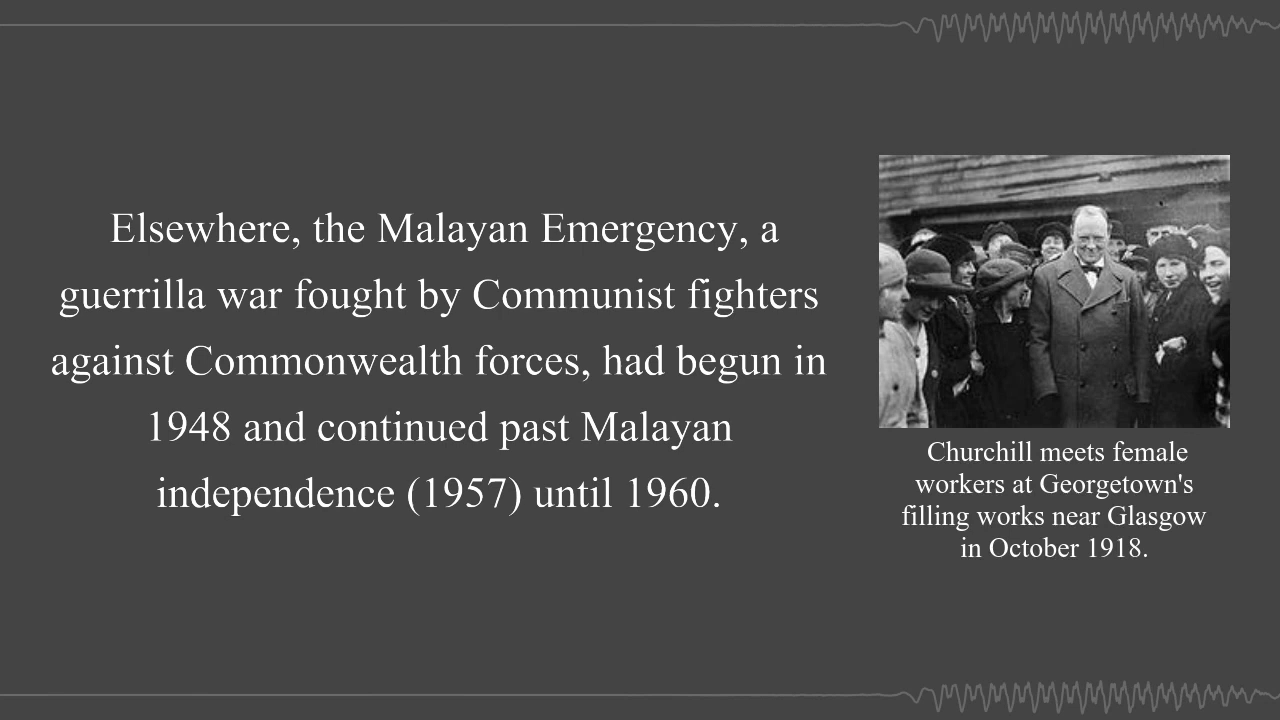 Elsewhere, the Malayan Emergency, a
guerrilla war fought by Communist fighters
against Commonwealth forces, had begun in
1948 and continued past Malayan
independence (1957) until 1960.
Churchill meets female
workers at Georgetown's
filling works near Glasgow
in October 1918.